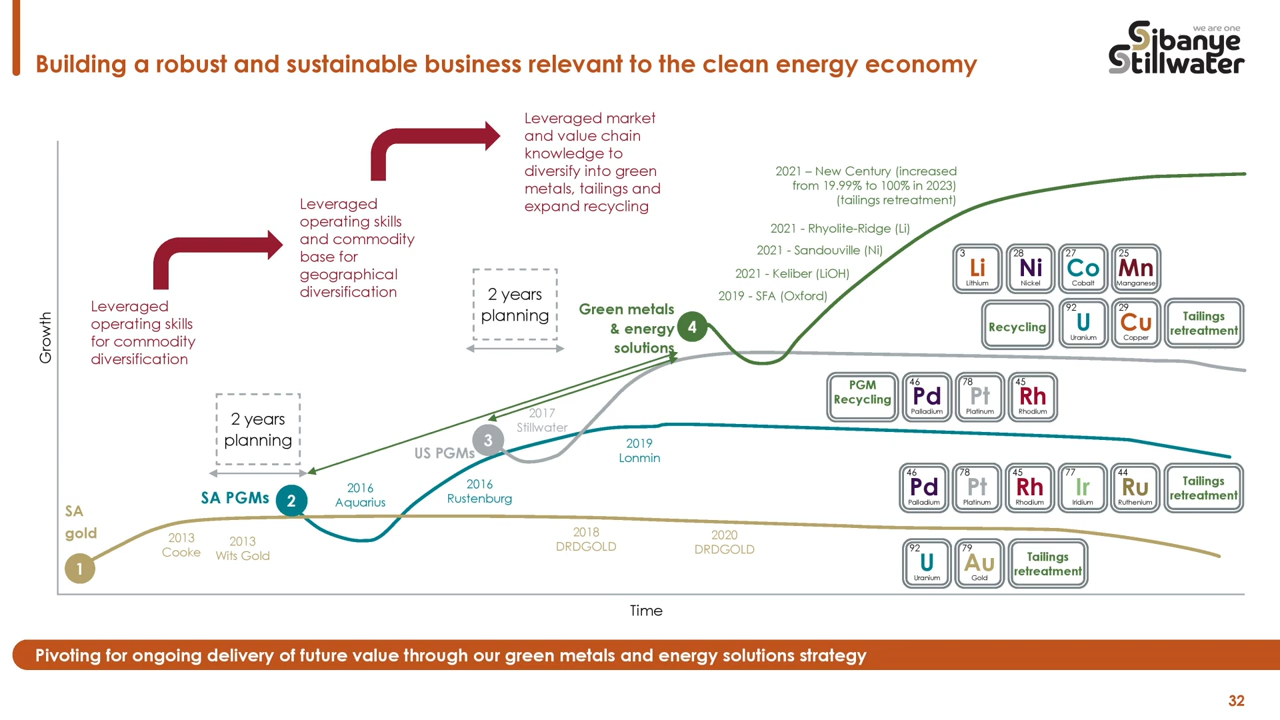 we are one
Sibanye
Stillwater
Building a robust and sustainable business relevant to the clean energy economy
Leveraged market
and value chain
knowledge to
diversify into green
metals, tailings and
expand recycling
Leveraged
operating skills
and commodity
base for
geographical
diversification
Leveraged
operating skills
for commodity
diversification
2021 – New Century (increased
from 19.99% to 100% in 2023)
(tailings retreatment)
2021 - Rhyolite-Ridge (Li)
2021 - Sandouville (Ni)
2021 - Keliber (LiOH)
2019 - SFA (Oxford)
2 years
planning
Green metals
& energy
solutions
4
2 years
planning
2017
Stillwater
US PGMs
3
2019
Lonmin
SA PGMs
2
2016
Aquarius
2016
Rustenburg
SA
gold
1
2013
Cooke
2013
Wits Gold
2018
DRDGOLD
2020
DRDGOLD
3
Li
Lithium
28
Ni
Nickel
27
Co
Cobalt
25
Mn
Manganese
Recycling
92
U
Uranium
29
Cu
Copper
Tailings
retreatment
PGM
Recycling
46
Pd
Palladium
78
Pt
Platinum
45
Rh
Rhodium
46
Pd
Palladium
78
Pt
Platinum
45
Rh
Rhodium
77
Ir
Iridium
44
Ru
Ruthenium
Tailings
retreatment
92
U
Uranium
79
Au
Gold
Tailings
retreatment
Growth
Time
Pivoting for ongoing delivery of future value through our green metals and energy solutions strategy
32